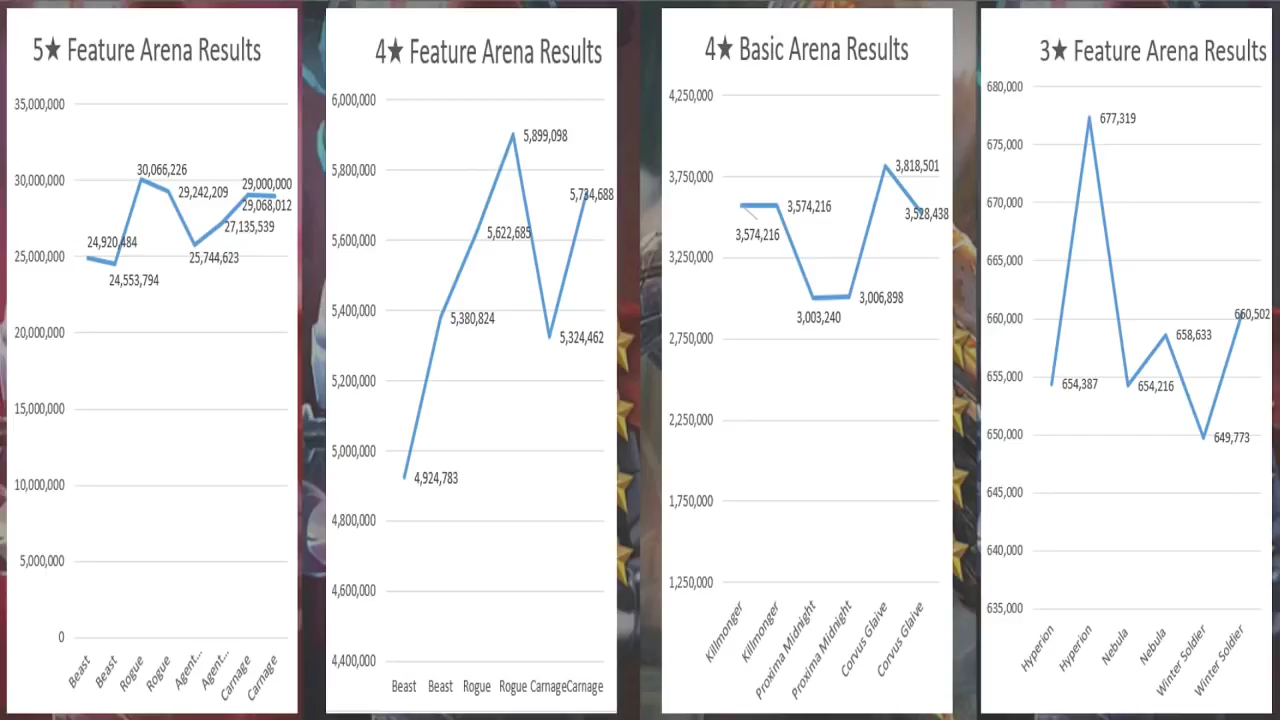 5★ Feature Arena Results
35,000,000
30,000,000
25,000,000
20,000,000
15,000,000
10,000,000
5,000,000
0
24,920,484
24,553,794
30,066,226
29,242,209
25,744,623
27,135,539
29,000,000
29,068,012
Beast
Beast
Rogue
Rogue
Agent...
Agent...
Carnage
Carnage
4★ Feature Arena Results
6,000,000
5,800,000
5,600,000
5,400,000
5,200,000
5,000,000
4,800,000
4,600,000
4,400,000
4,924,783
5,380,824
5,622,685
5,899,098
5,324,462
5,734,688
Beast
Beast
Rogue
Rogue
Carnage
Carnage
4★ Basic Arena Results
4,250,000
3,750,000
3,250,000
2,750,000
2,250,000
1,750,000
1,250,000
3,574,216
3,574,216
3,003,240
3,006,898
3,818,501
3,528,438
Killmonger
Killmonger
Proxima Midnight
Proxima Midnight
Corvus Glaive
Corvus Glaive
3★ Feature Arena Results
680,000
675,000
670,000
665,000
660,000
655,000
650,000
645,000
640,000
635,000
654,387
677,319
654,216
658,633
649,773
660,502
Hyperion
Hyperion
Nebula
Nebula
Winter Soldier
Winter Soldier